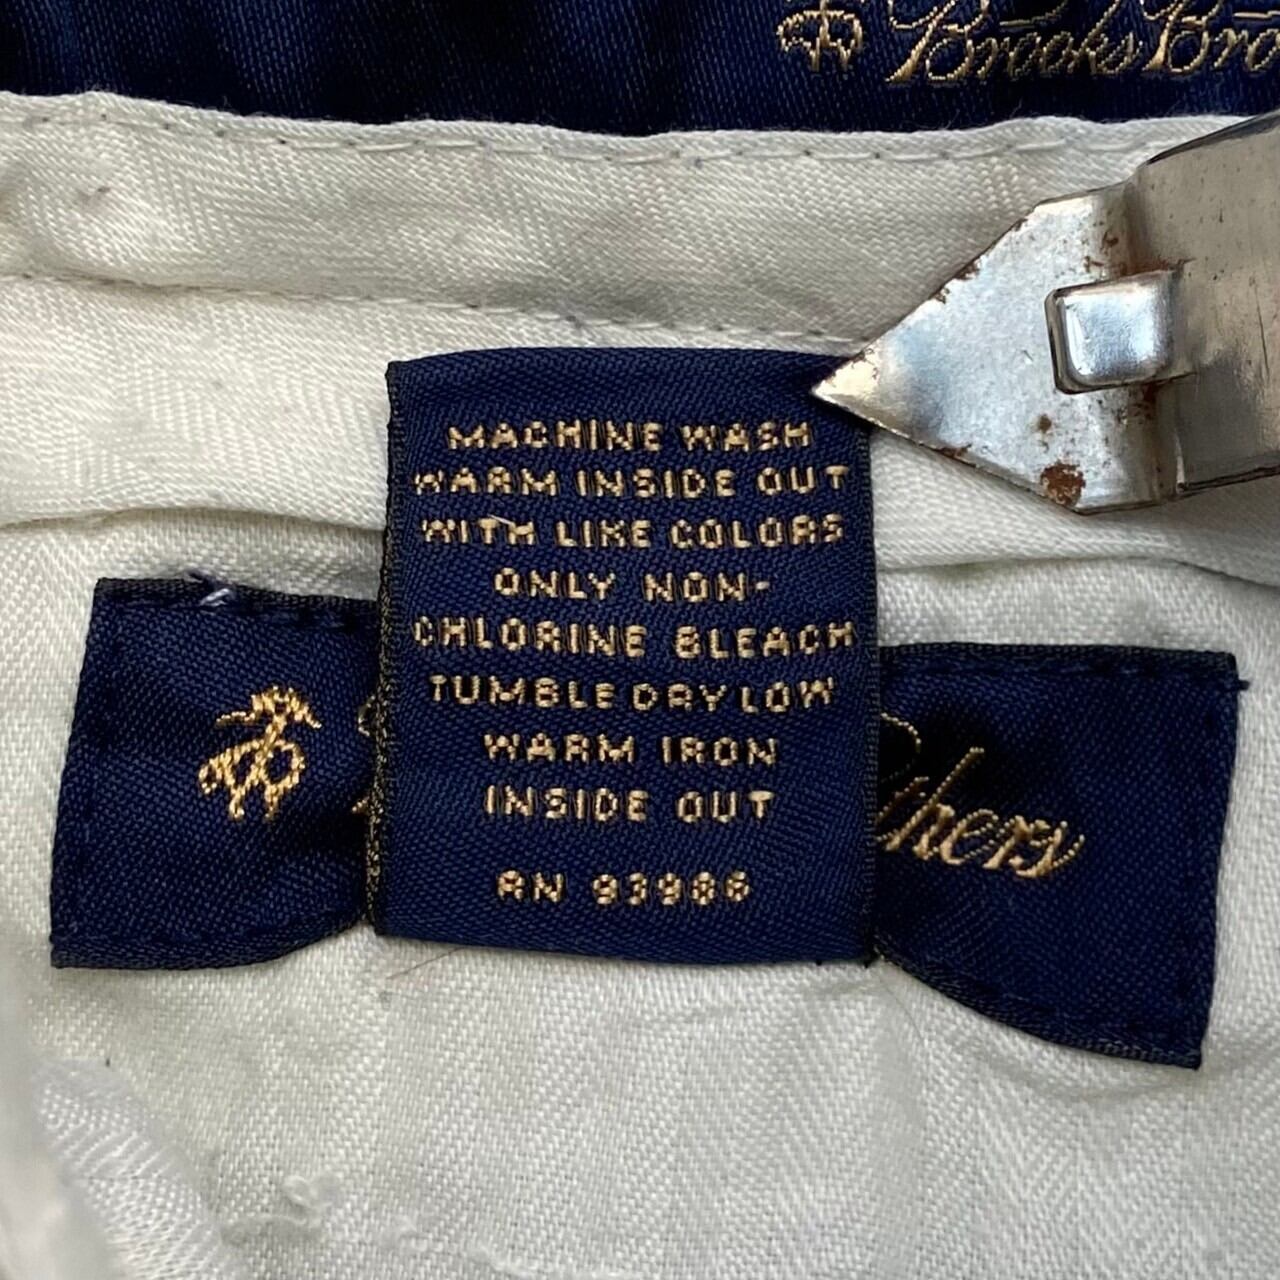 Brooks Bro
MACHINE WASH
WARM INSIDE OUT
WITH LIKE COLORS
ONLY NON-
CHLORINE BLEACH
TUMBLE DRY LOW
WARM IRON
INSIDE OUT
RN 93986
thers